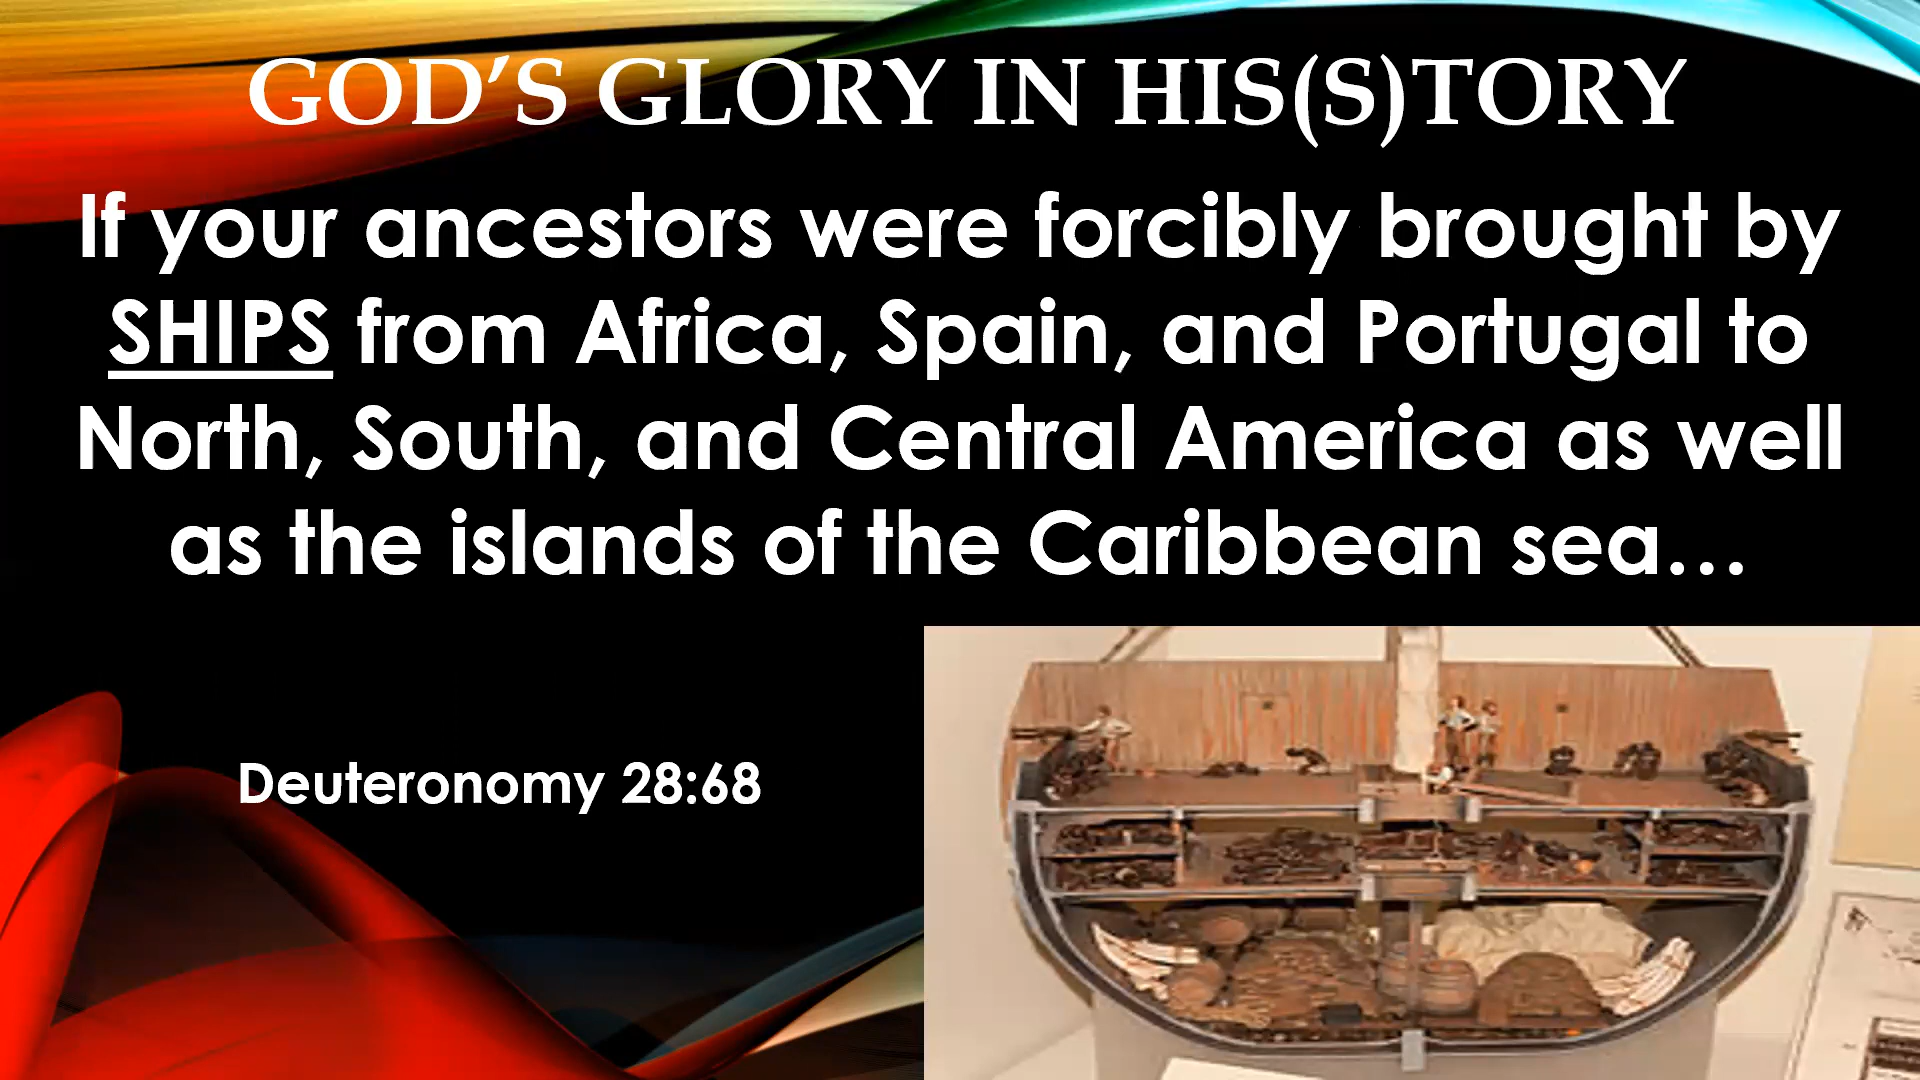 GOD’S GLORY IN HIS(S)TORY
If your ancestors were forcibly brought by
SHIPS from Africa, Spain, and Portugal to
North, South, and Central America as well
as the islands of the Caribbean sea…
Deuteronomy 28:68